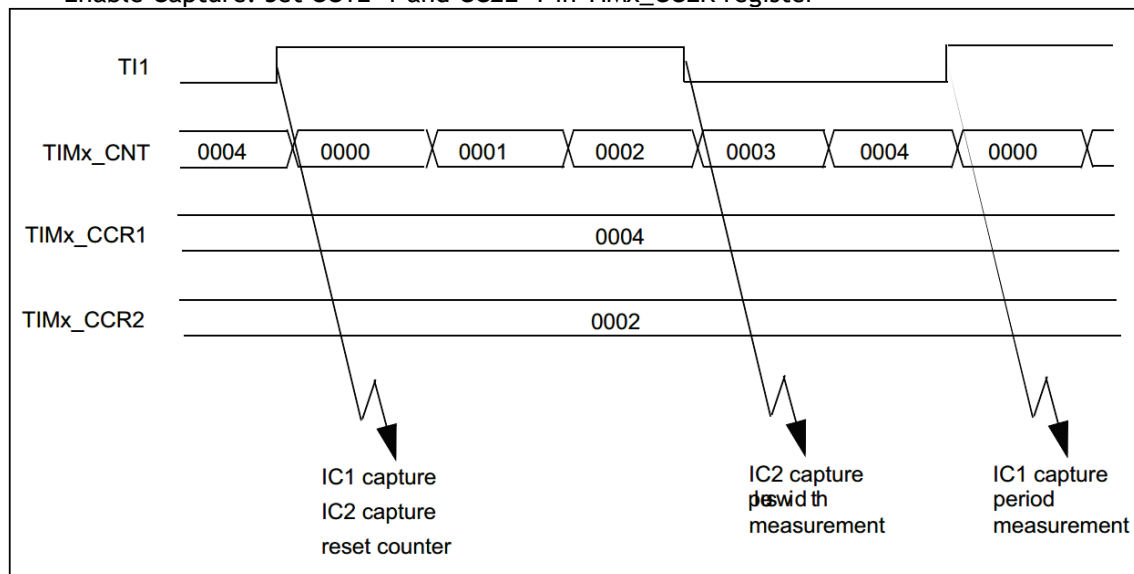 Enable Capture: set CC1E=1 and CC2E=1 in TIMx_CCER register
TI1
TIMx_CNT 0004 0000 0001 0002 0003 0004 0000
TIMx_CCR1 0004
TIMx_CCR2 0002
IC1 capture
IC2 capture
reset counter
IC2 capture
measurement
IC1 capture
period
measurement